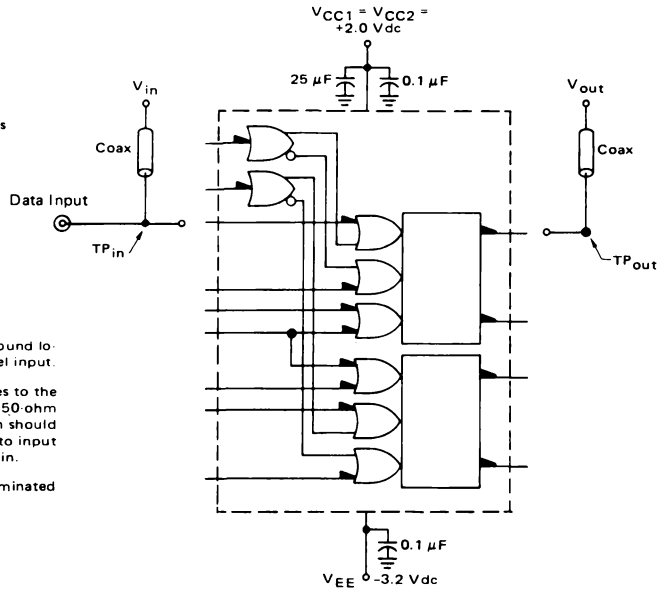 V_CC1 = V_CC2 =
+2.0 Vdc
25 µF
0.1 µF
V_in
V_out
s
Coax
Coax
Data Input
TP_in
TP_out
ound lo-
el input.
es to the
50-ohm
h should
to input
in.
minated
0.1 µF
V_EE
-3.2 Vdc